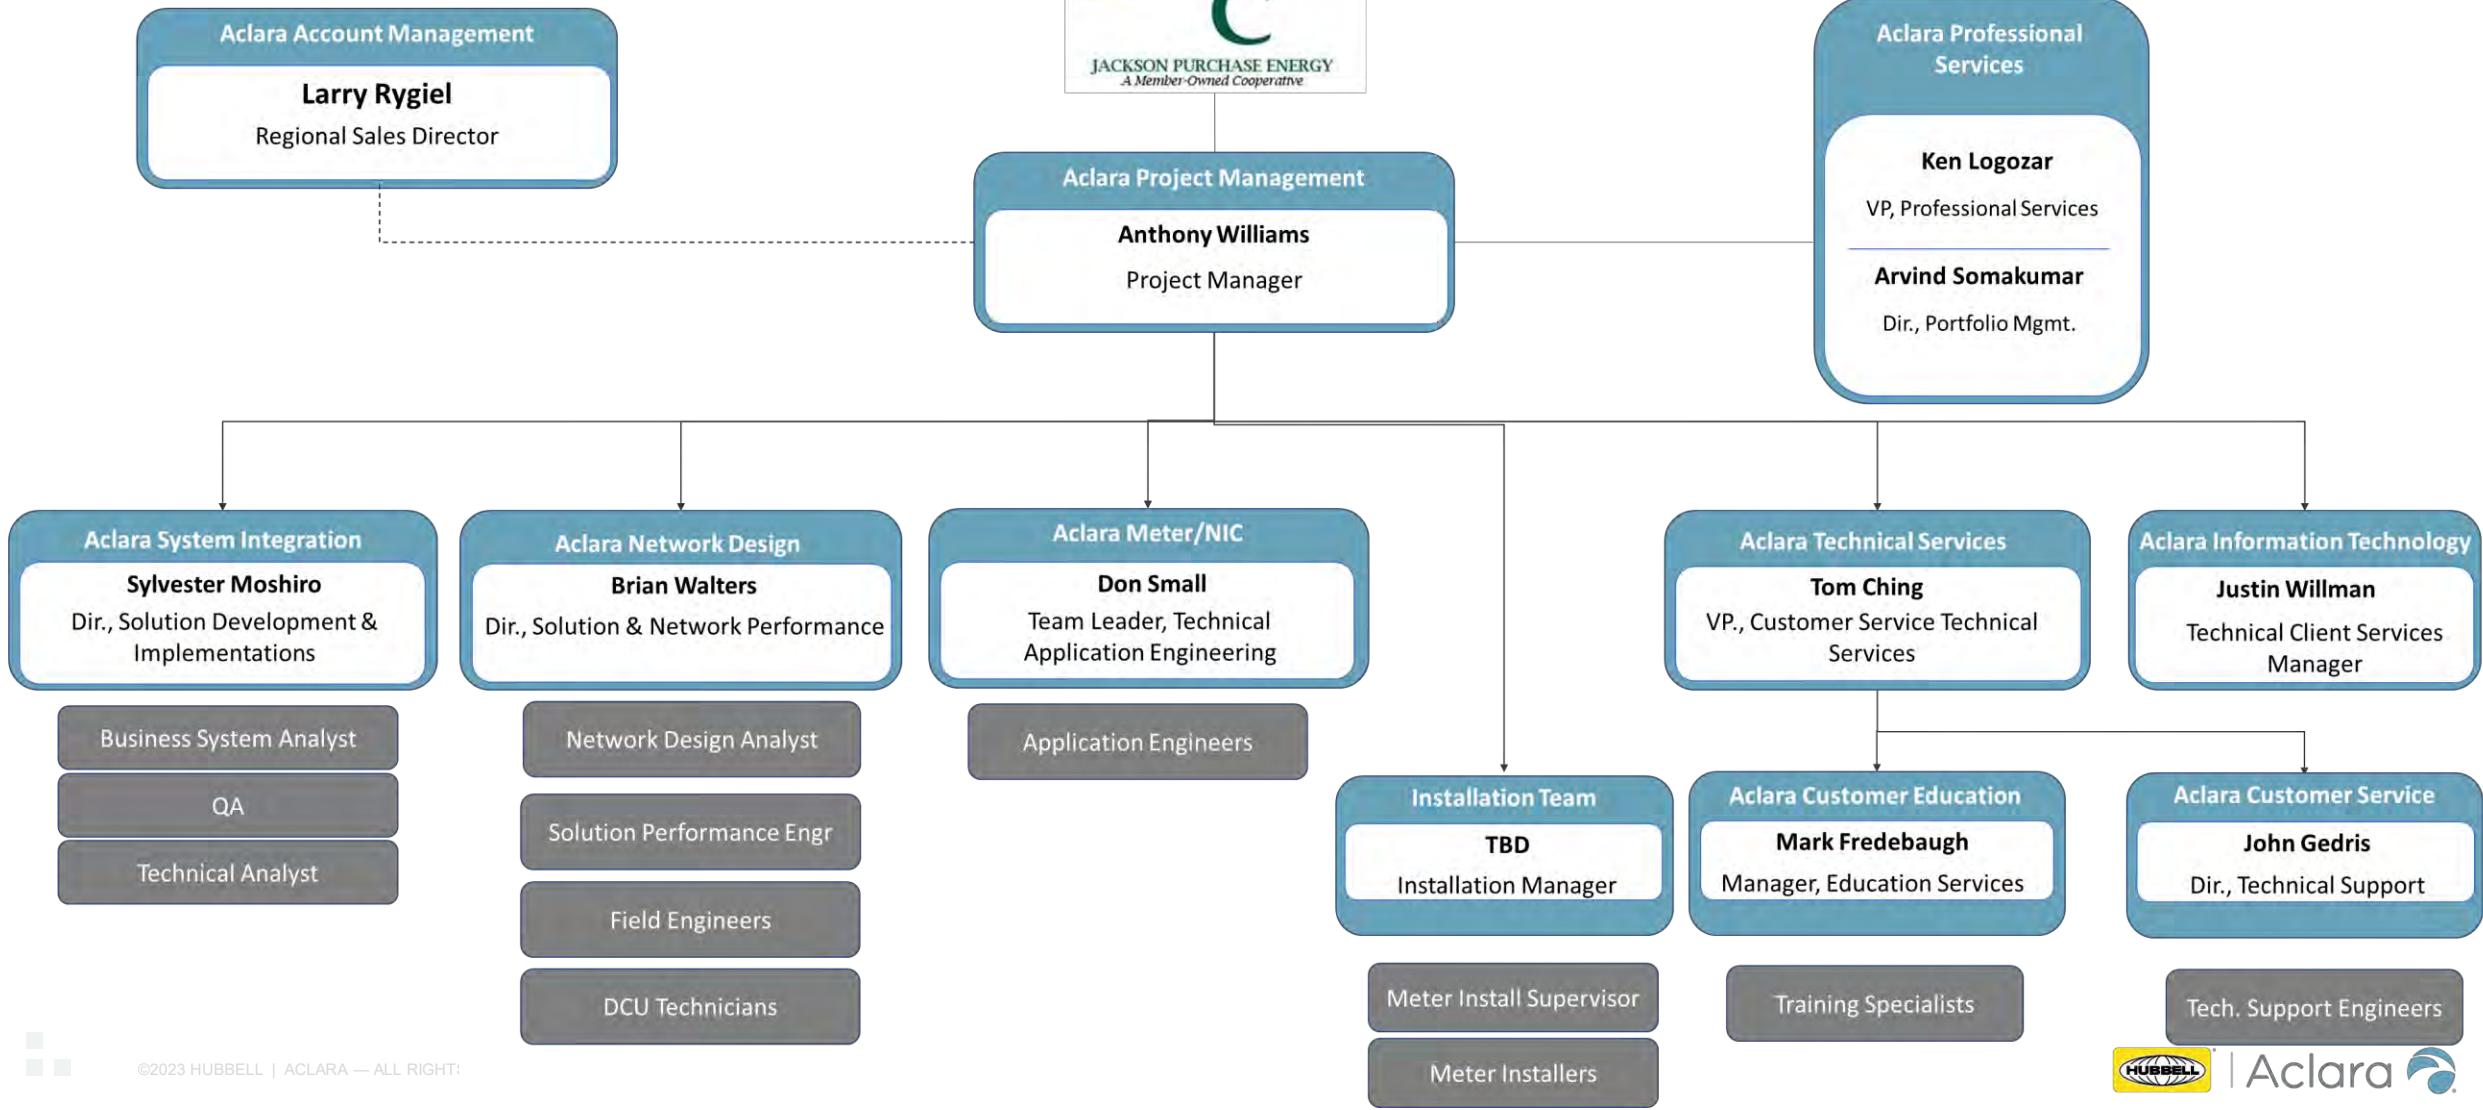 Aclara Account Management
Larry Rygiel
Regional Sales Director
C
JACKSON PURCHASE ENERGY
A Member-Owned Cooperative
Aclara Professional
Services
Ken Logozar
VP, Professional Services
Arvind Somakumar
Dir., Portfolio Mgmt.
Aclara Project Management
Anthony Williams
Project Manager
Aclara System Integration
Sylvester Moshiro
Dir., Solution Development &
Implementations
Business System Analyst
QA
Technical Analyst
Aclara Network Design
Brian Walters
Dir., Solution & Network Performance
Network Design Analyst
Solution Performance Engr
Field Engineers
DCU Technicians
Aclara Meter/NIC
Don Small
Team Leader, Technical
Application Engineering
Application Engineers
Installation Team
TBD
Installation Manager
Meter Install Supervisor
Meter Installers
Aclara Technical Services
Tom Ching
VP., Customer Service Technical
Services
Aclara Information Technology
Justin Willman
Technical Client Services
Manager
Aclara Customer Education
Mark Fredebaugh
Manager, Education Services
Training Specialists
Aclara Customer Service
John Gedris
Dir., Technical Support
Tech. Support Engineers
©2023 HUBBELL | ACLARA — ALL RIGHT
HUBBELL
Aclara